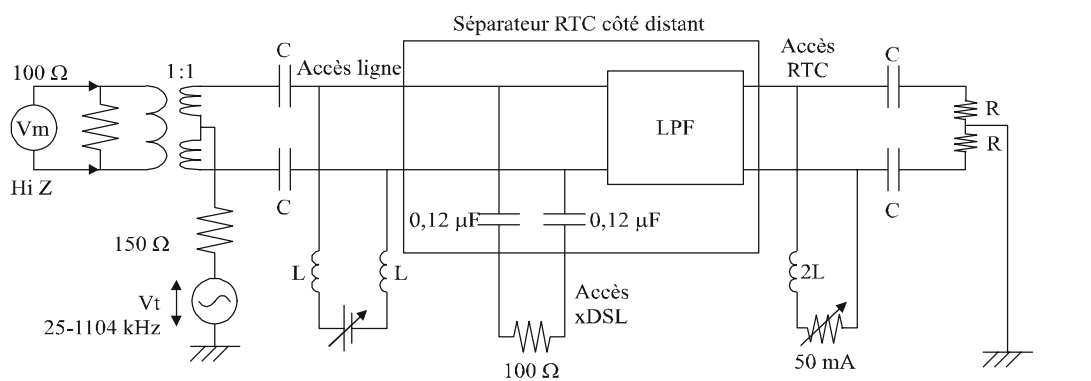 Séparateur RTC côté distant
100 Ω
1:1
C
Accès ligne
Accès
RTC
C
Vm
LPF
R
R
Hi Z
C
C
0,12 µF
0,12 µF
150 Ω
L
L
2L
Vt
25-1104 kHz
Accès
xDSL
100 Ω
50 mA